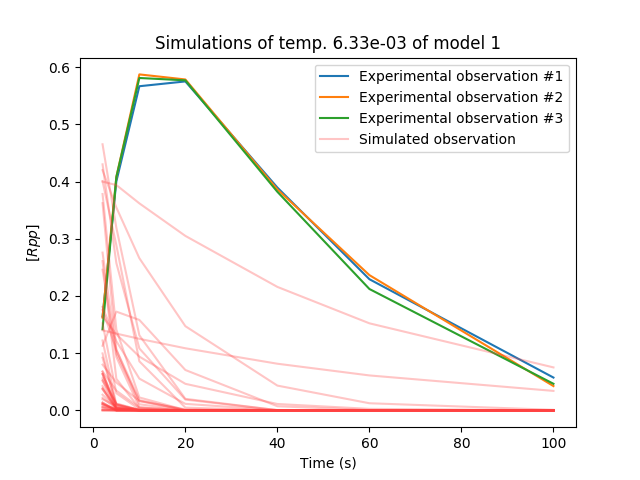 Simulations of temp. 6.33e-03 of model 1
Experimental observation #1
Experimental observation #2
Experimental observation #3
Simulated observation
[Rpp]
0.6
0.5
0.4
0.3
0.2
0.1
0.0
0 20 40 60 80 100
Time (s)